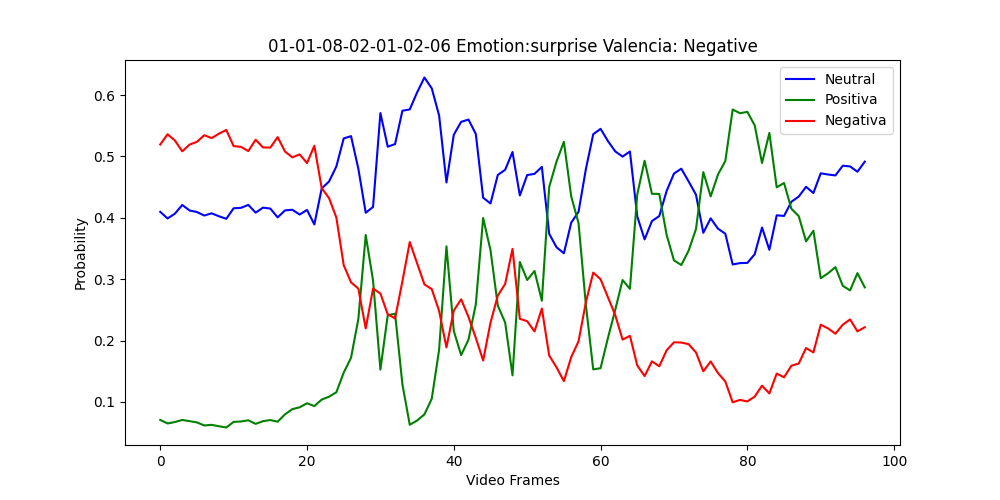 01-01-08-02-01-02-06 Emotion:surprise Valencia: Negative
Neutral
Positiva
Negativa
Probability
0.6
0.5
0.4
0.3
0.2
0.1
0 20 40 60 80 100
Video Frames